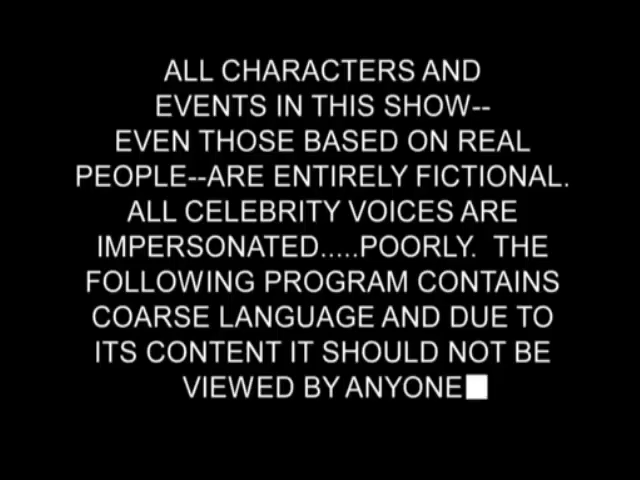 ALL CHARACTERS AND
EVENTS IN THIS SHOW--
EVEN THOSE BASED ON REAL
PEOPLE--ARE ENTIRELY FICTIONAL.
ALL CELEBRITY VOICES ARE
IMPERSONATED.....POORLY.  THE
FOLLOWING PROGRAM CONTAINS
COARSE LANGUAGE AND DUE TO
ITS CONTENT IT SHOULD NOT BE
VIEWED BY ANYONE